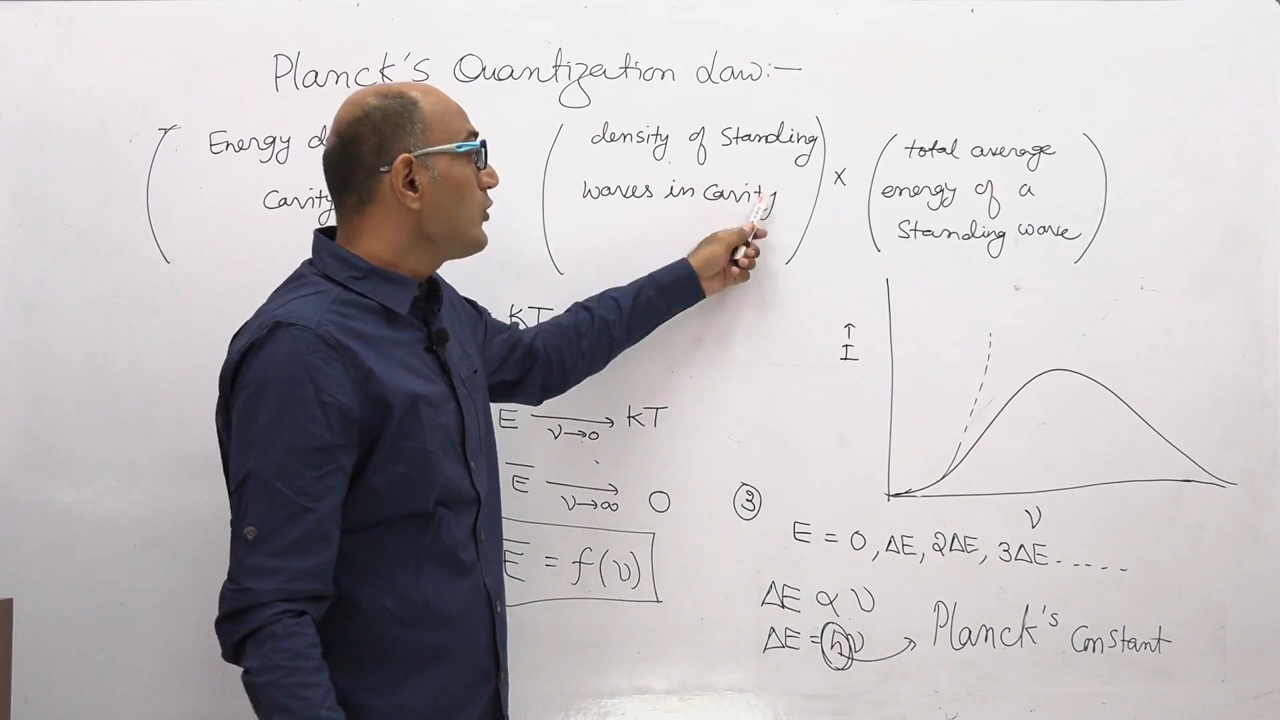 Planck's Quantization Law:-
Energy d
Cavity
density of Standing
waves in cavity
×
total average
energy of a
Standing wave
KT
E ν→0 KT
E̅ ν→∞ 0
E̅ = f(ν)
↑
I
ν
③
E = 0, ΔE, 2ΔE, 3ΔE.....
ΔE ∝ ν
ΔE = hν → Planck's Constant